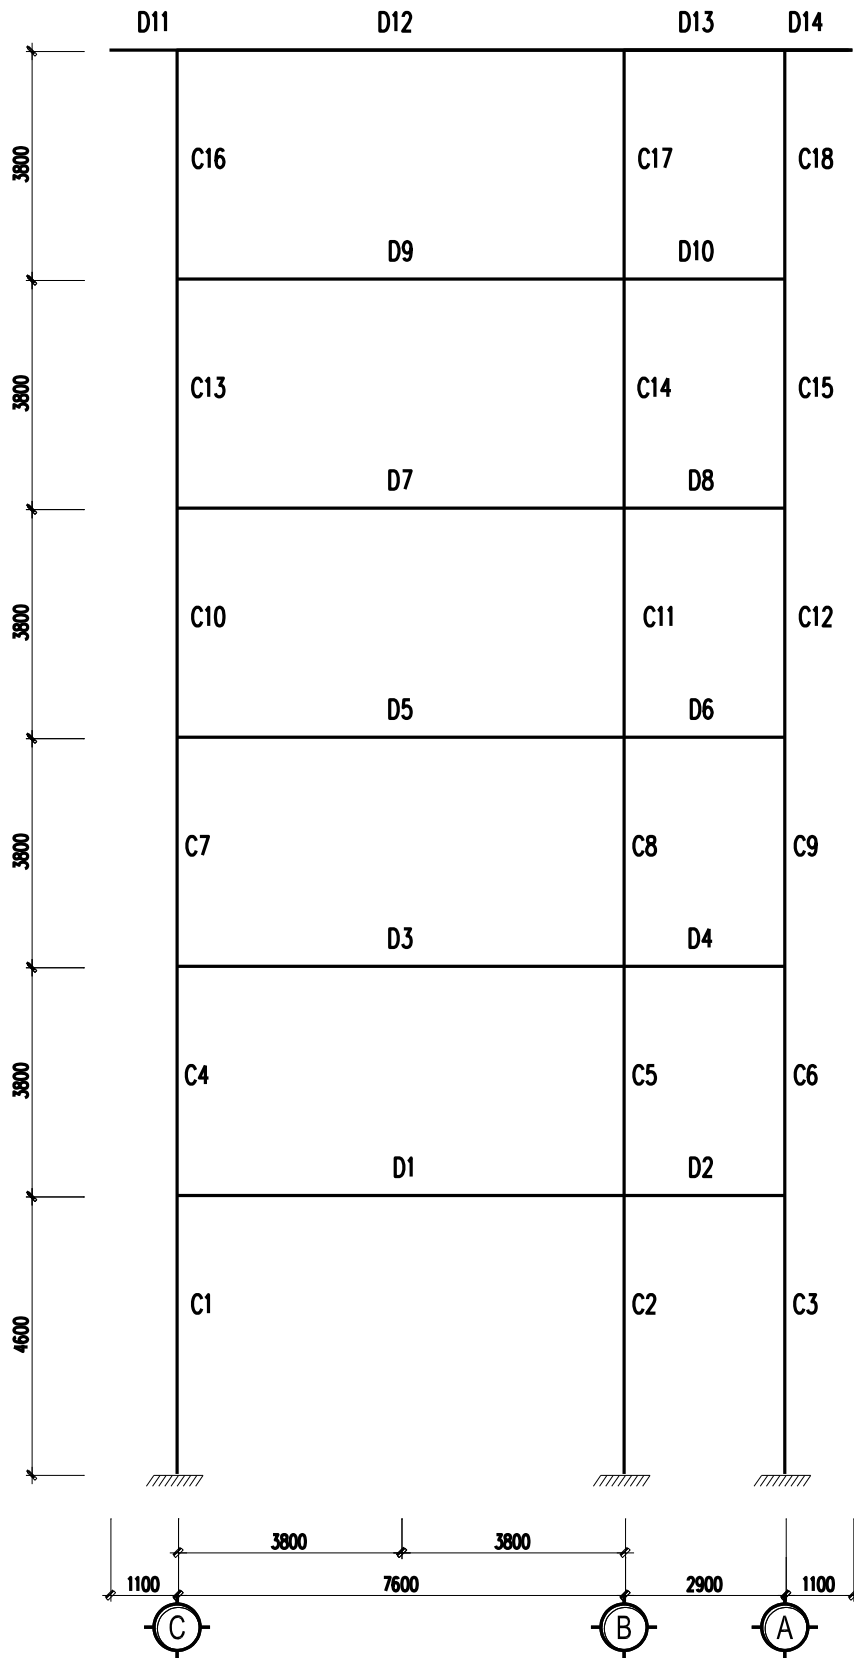 D11 D12 D13 D14
3800 C16 C17 C18
D9 D10
3800 C13 C14 C15
D7 D8
3800 C10 C11 C12
D5 D6
3800 C7 C8 C9
D3 D4
3800 C4 C5 C6
D1 D2
4600 C1 C2 C3
3800 3800
1100 7600 2900 1100
C B A